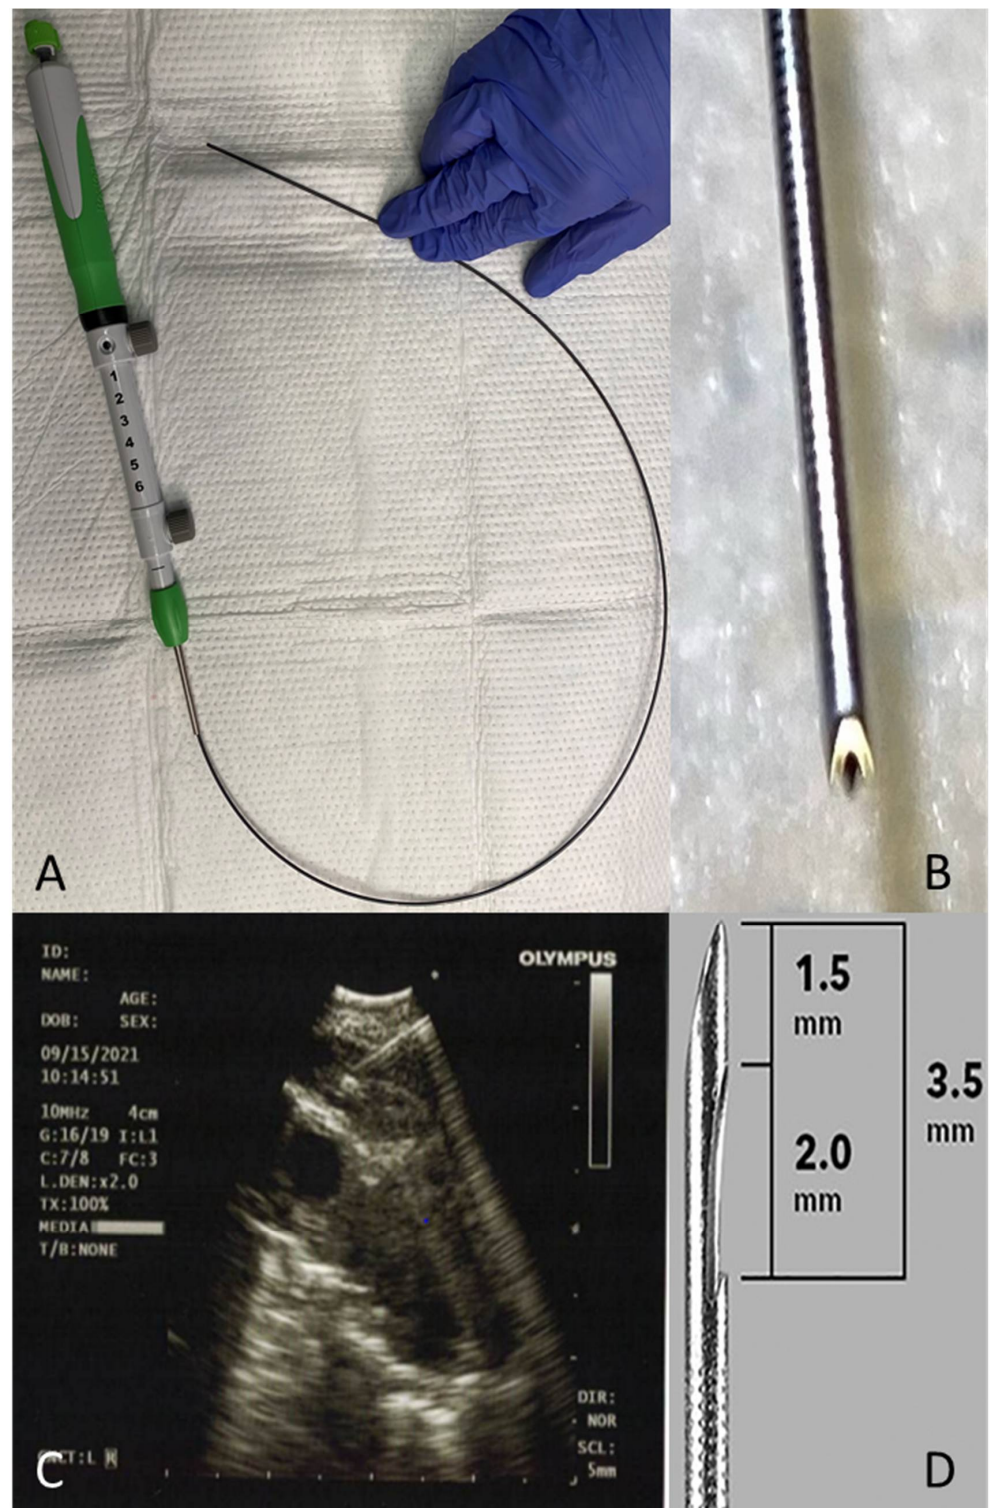 1
2
3
4
5
6
A
B
ID:
NAME:
AGE:
DOB: SEX:
09/15/2021
10:14:51
10MHz 4cm
G:16/19 I:L1
C:7/8 FC:3
L.DEN:x2.0
TX:100%
MEDIA
T/B:NONE
OLYMPUS
DIR:
NOR
SCL:
5mm
C
1.5
mm
2.0
mm
3.5
mm
D